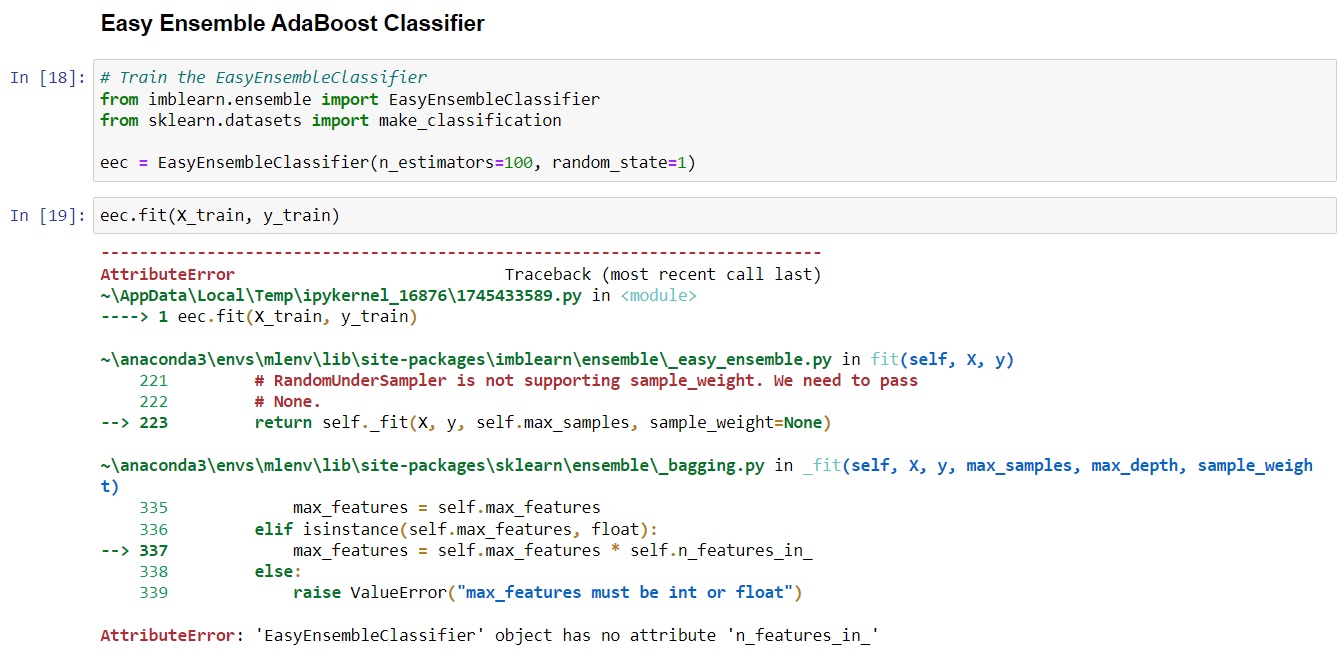 Easy Ensemble AdaBoost Classifier
In [18]: # Train the EasyEnsembleClassifier
from imblearn.ensemble import EasyEnsembleClassifier
from sklearn.datasets import make_classification
eec = EasyEnsembleClassifier(n_estimators=100, random_state=1)
In [19]: eec.fit(X_train, y_train)
---------------------------------------------------------------------------
AttributeError                            Traceback (most recent call last)
~\AppData\Local\Temp\ipykernel_16876\1745433589.py in <module>
----> 1 eec.fit(X_train, y_train)
~\anaconda3\envs\mlenv\lib\site-packages\imblearn\ensemble\_easy_ensemble.py in fit(self, X, y)
    221         # RandomUnderSampler is not supporting sample_weight. We need to pass
    222         # None.
--> 223         return self._fit(X, y, self.max_samples, sample_weight=None)
~\anaconda3\envs\mlenv\lib\site-packages\sklearn\ensemble\_bagging.py in _fit(self, X, y, max_samples, max_depth, sample_weigh
t)
    335             max_features = self.max_features
    336         elif isinstance(self.max_features, float):
--> 337             max_features = self.max_features * self.n_features_in_
    338         else:
    339             raise ValueError("max_features must be int or float")
AttributeError: 'EasyEnsembleClassifier' object has no attribute 'n_features_in_'